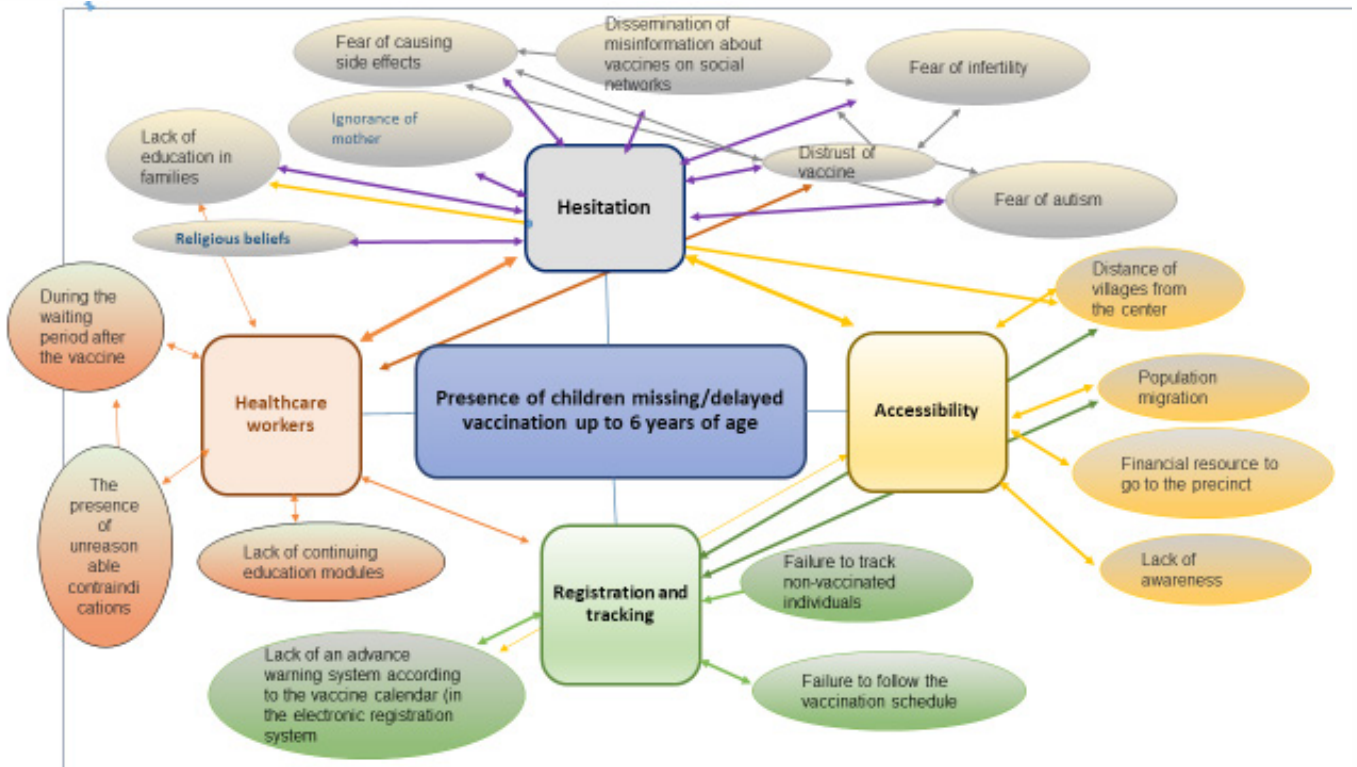 Fear of causing
side effects
Dissemination of
misinformation about
vaccines on social
networks
Fear of infertility
Ignorance of
mother
Lack of
education in
families
Distrust of
vaccine
Hesitation
Fear of autism
Religious beliefs
Distance of
villages from
the center
During the
waiting
period after
the vaccine
Healthcare
workers
Presence of children missing/delayed
vaccination up to 6 years of age
Accessibility
Population
migration
Financial resource to
go to the precinct
The
presence
of
unreason
able
contraindi
cations
Lack of continuing
education modules
Registration and
tracking
Failure to track
non-vaccinated
individuals
Lack of
awareness
Lack of an advance
warning system according
to the vaccine calendar (in
the electronic registration
system
Failure to follow the
vaccination schedule